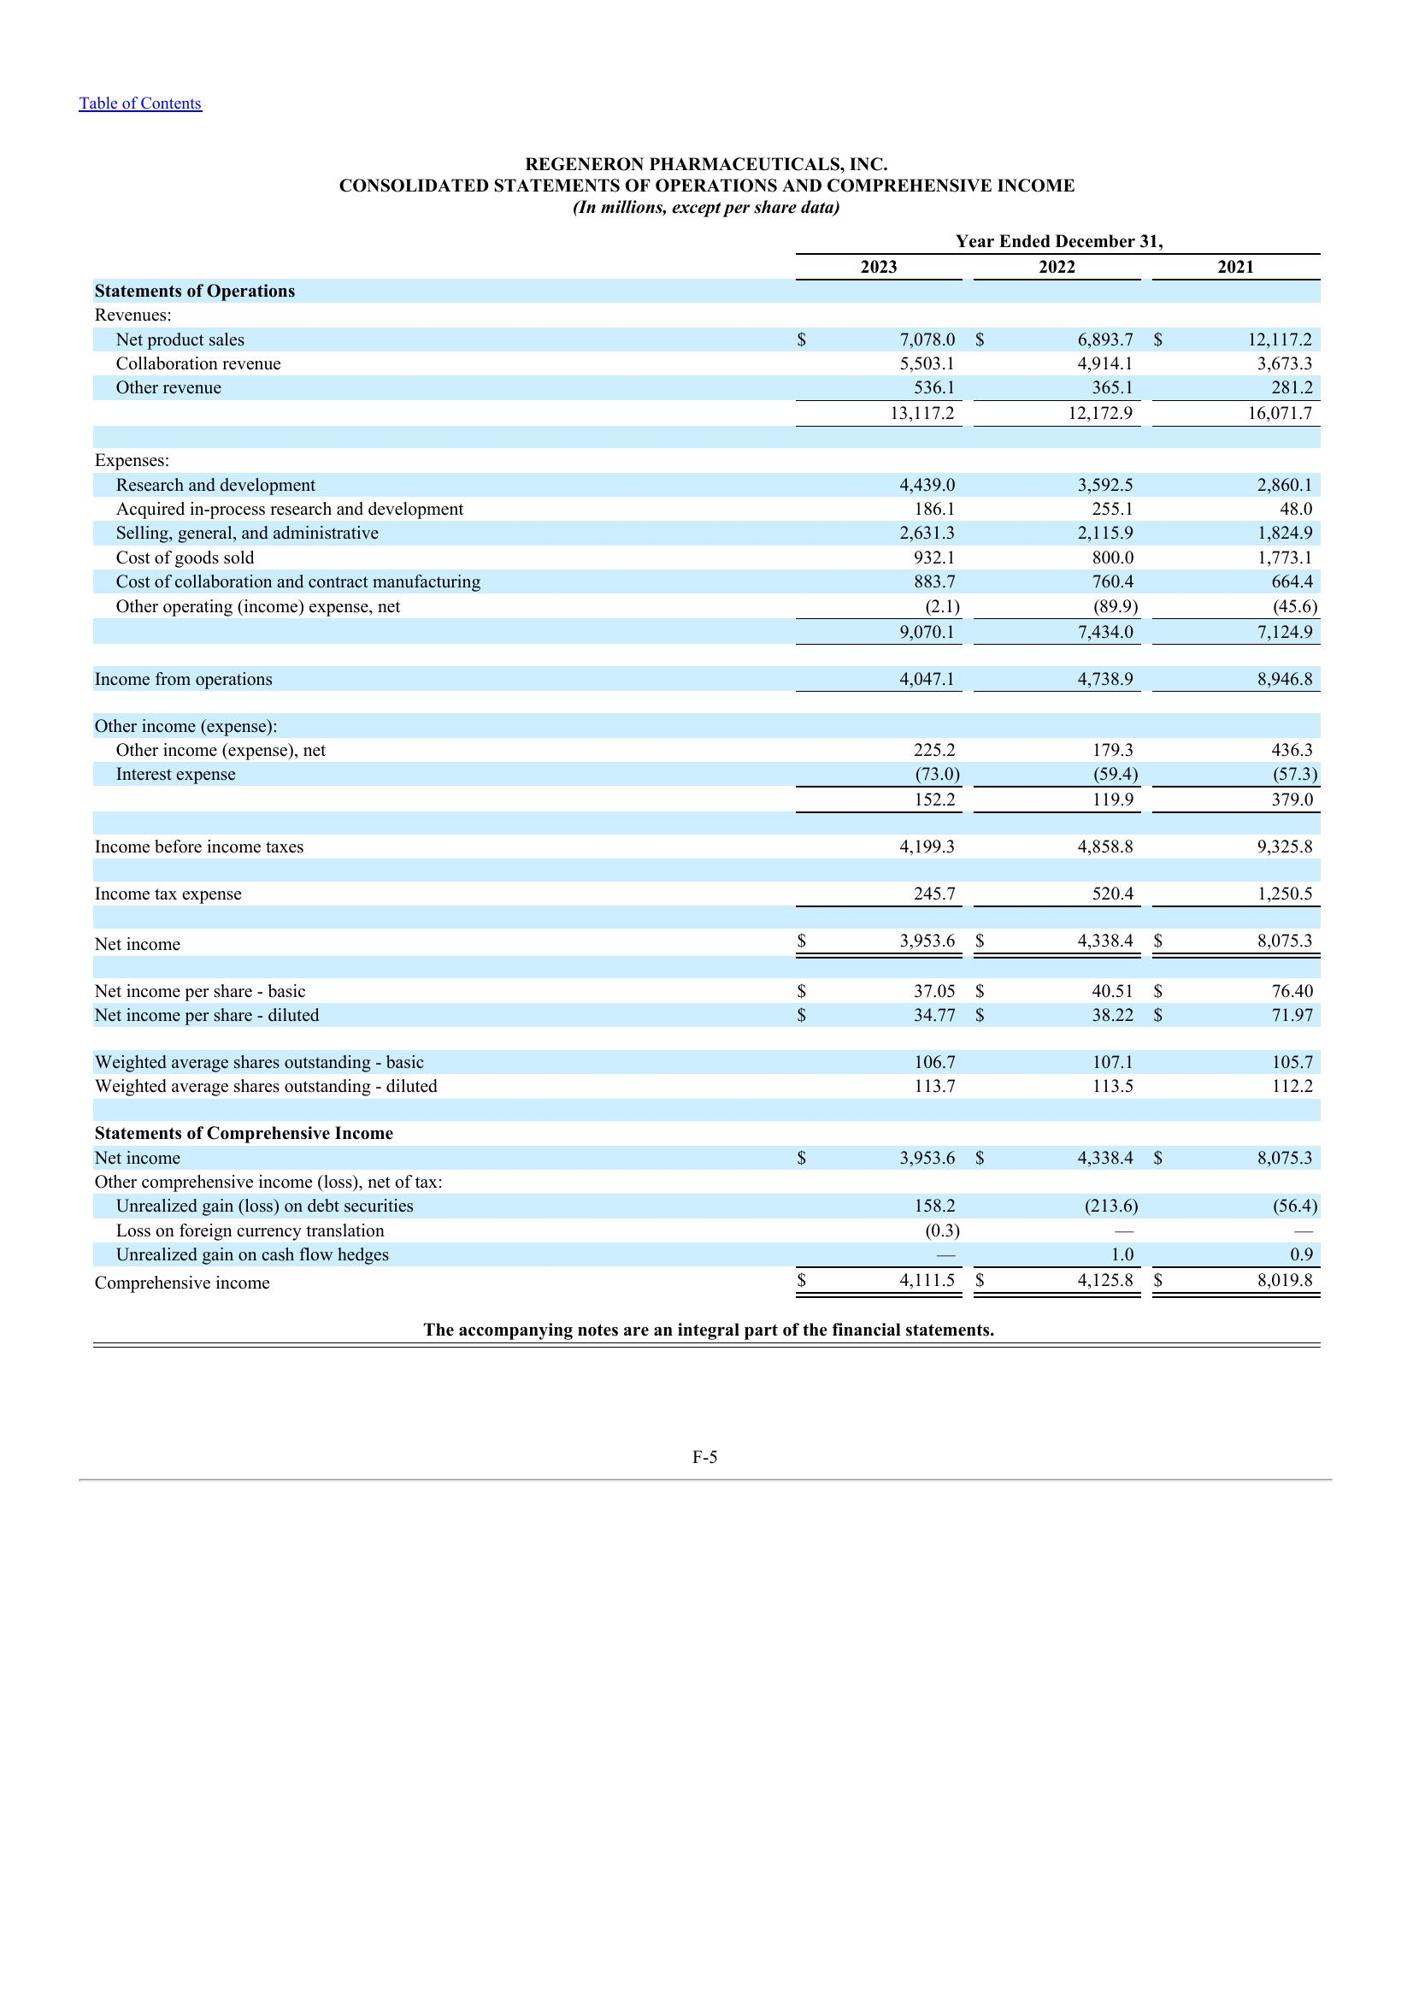 Table of Contents
REGENERON PHARMACEUTICALS, INC.
CONSOLIDATED STATEMENTS OF OPERATIONS AND COMPREHENSIVE INCOME
(In millions, except per share data)
Year Ended December 31,
2023 2022 2021
Statements of Operations
Revenues:
Net product sales $ 7,078.0 $ 6,893.7 $ 12,117.2
Collaboration revenue 5,503.1 4,914.1 3,673.3
Other revenue 536.1 365.1 281.2
13,117.2 12,172.9 16,071.7
Expenses:
Research and development 4,439.0 3,592.5 2,860.1
Acquired in-process research and development 186.1 255.1 48.0
Selling, general, and administrative 2,631.3 2,115.9 1,824.9
Cost of goods sold 932.1 800.0 1,773.1
Cost of collaboration and contract manufacturing 883.7 760.4 664.4
Other operating (income) expense, net (2.1) (89.9) (45.6)
9,070.1 7,434.0 7,124.9
Income from operations 4,047.1 4,738.9 8,946.8
Other income (expense):
Other income (expense), net 225.2 179.3 436.3
Interest expense (73.0) (59.4) (57.3)
152.2 119.9 379.0
Income before income taxes 4,199.3 4,858.8 9,325.8
Income tax expense 245.7 520.4 1,250.5
Net income $ 3,953.6 $ 4,338.4 $ 8,075.3
Net income per share - basic $ 37.05 $ 40.51 $ 76.40
Net income per share - diluted $ 34.77 $ 38.22 $ 71.97
Weighted average shares outstanding - basic 106.7 107.1 105.7
Weighted average shares outstanding - diluted 113.7 113.5 112.2
Statements of Comprehensive Income
Net income $ 3,953.6 $ 4,338.4 $ 8,075.3
Other comprehensive income (loss), net of tax:
Unrealized gain (loss) on debt securities 158.2 (213.6) (56.4)
Loss on foreign currency translation (0.3) — —
Unrealized gain on cash flow hedges — 1.0 0.9
Comprehensive income $ 4,111.5 $ 4,125.8 $ 8,019.8
The accompanying notes are an integral part of the financial statements.
F-5